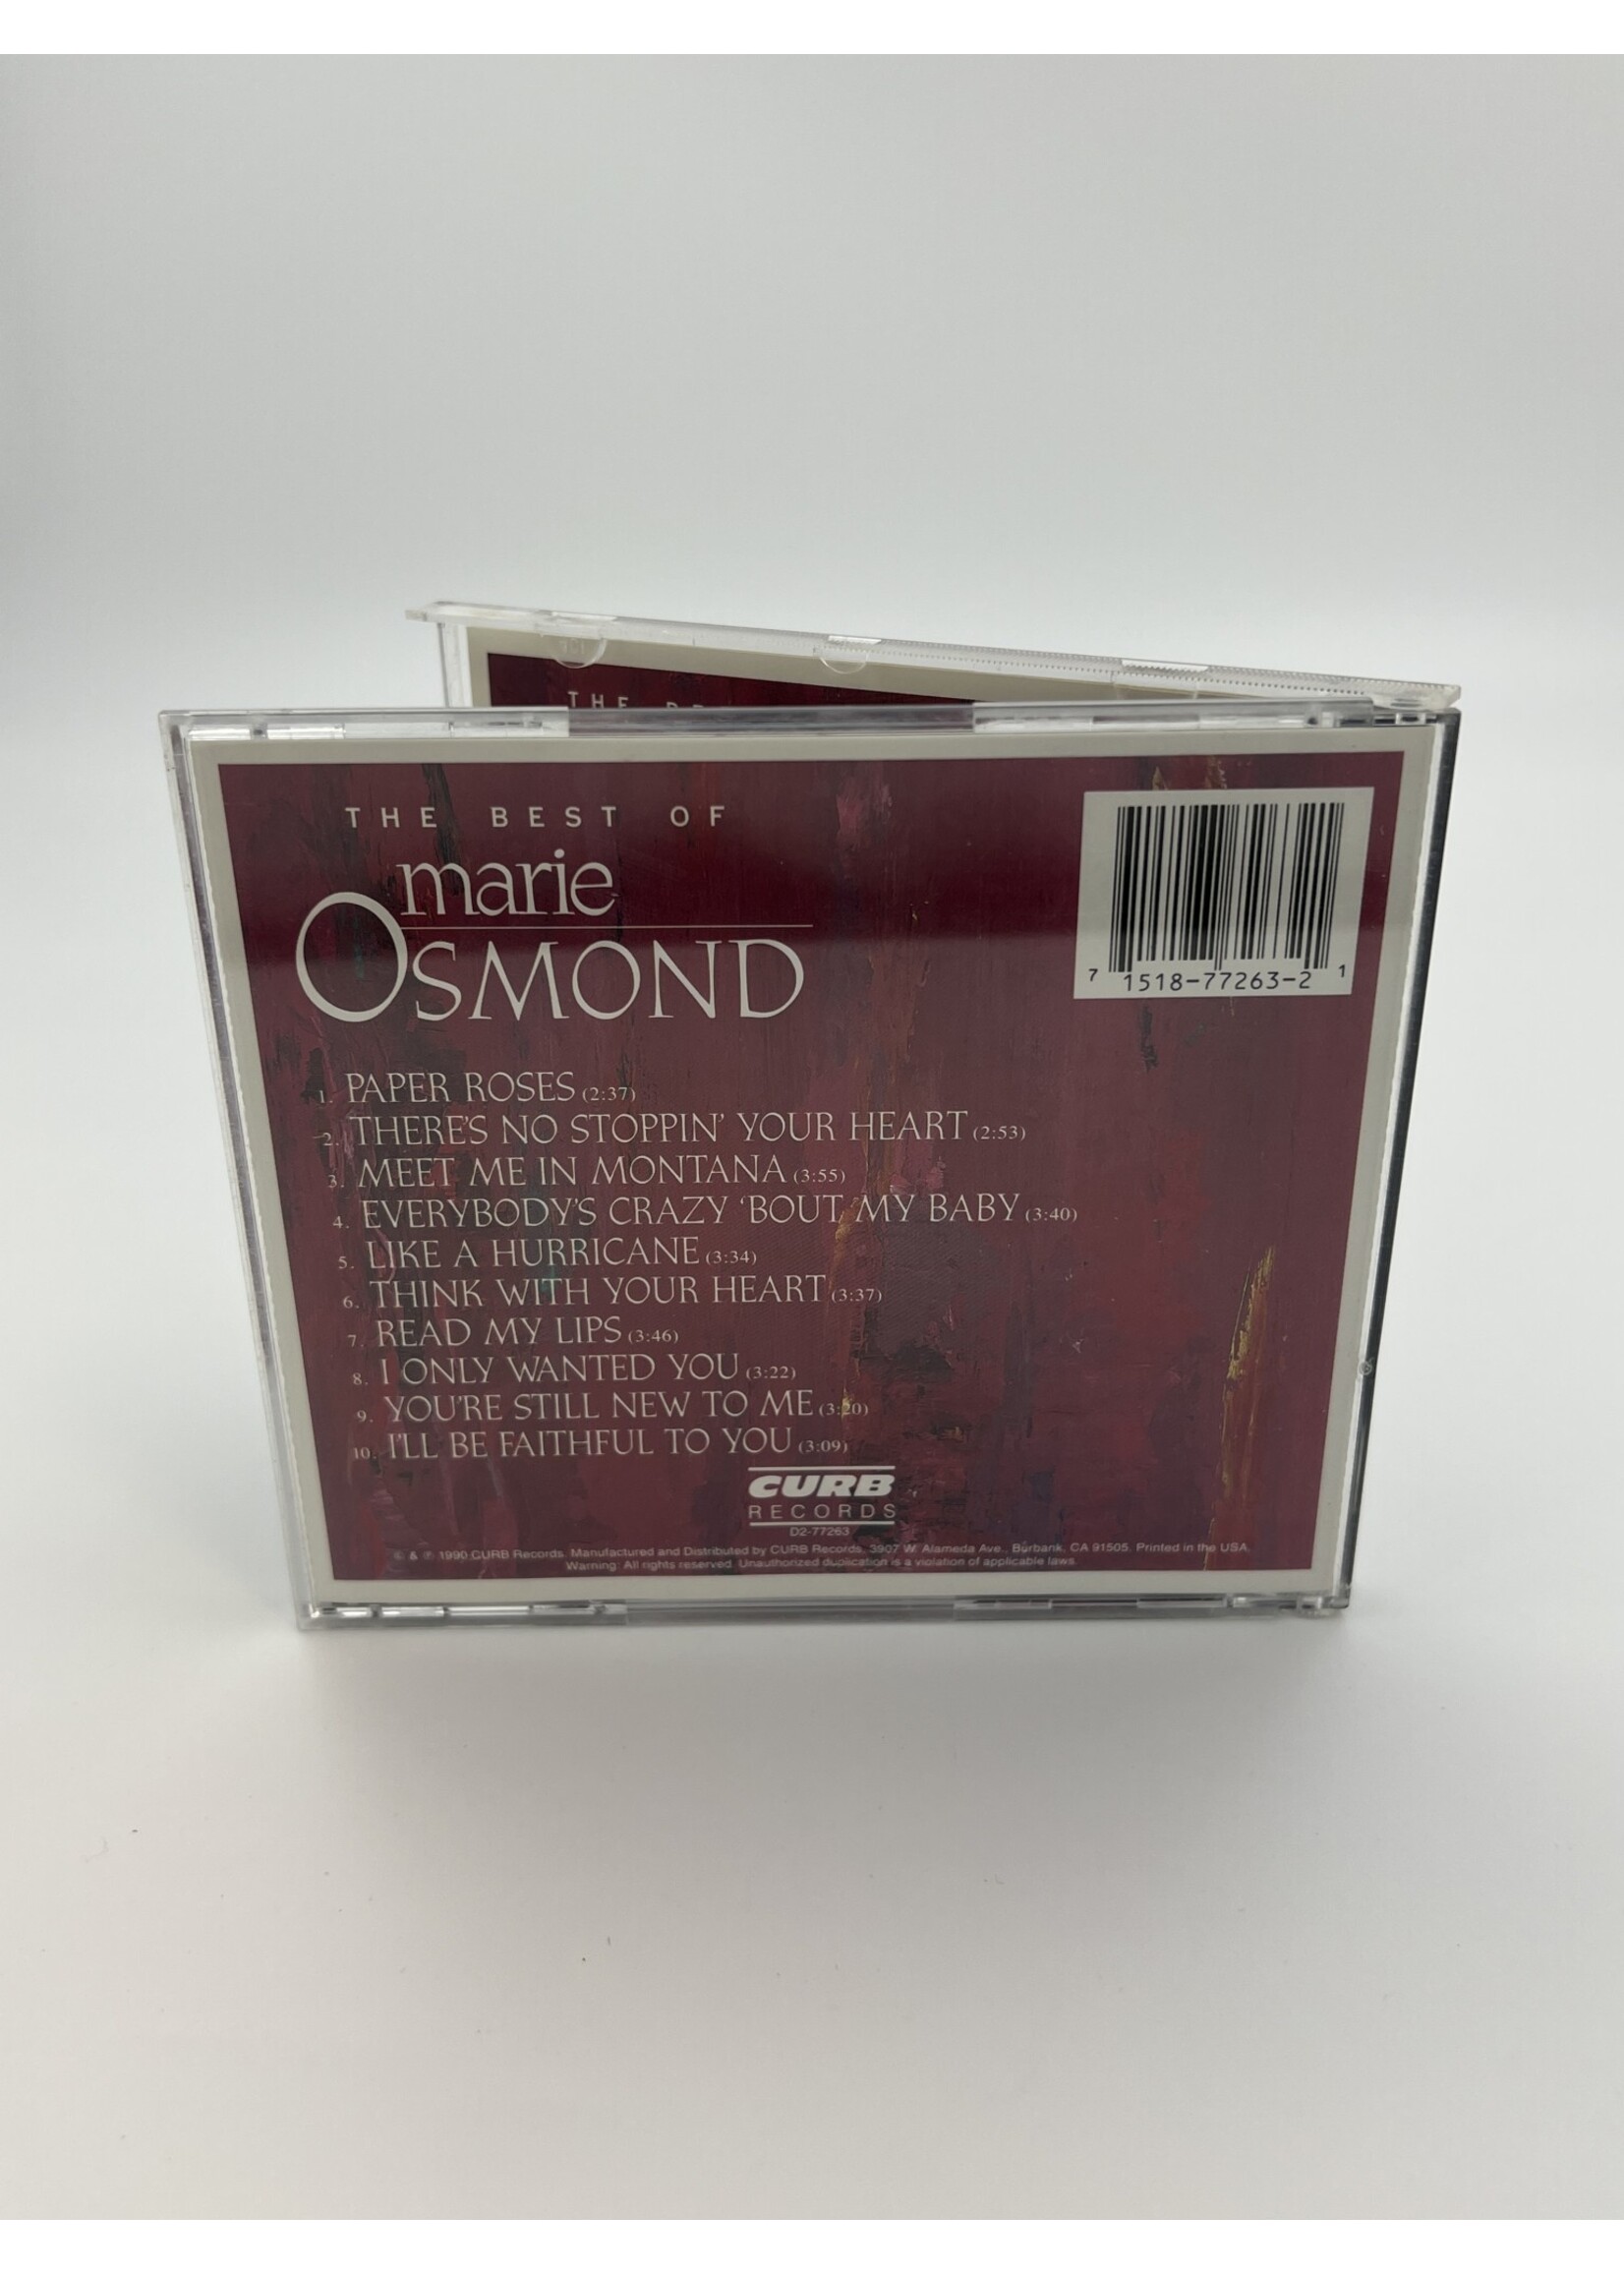 THE BE
THE BEST OF
marie
OSMOND
7 1518-77263-2 1
1. PAPER ROSES (2:37)
2. THERE'S NO STOPPIN' YOUR HEART (2:53)
3. MEET ME IN MONTANA (3:55)
4. EVERYBODY'S CRAZY 'BOUT MY BABY (3:40)
5. LIKE A HURRICANE (3:34)
6. THINK WITH YOUR HEART (3:37)
7. READ MY LIPS (3:46)
8. I ONLY WANTED YOU (3:22)
9. YOU'RE STILL NEW TO ME (3:20)
10. I'LL BE FAITHFUL TO YOU (3:09)
CURB
RECORDS
D2-77263
© & ℗ 1990 CURB Records. Manufactured and Distributed by CURB Records, 3907 W. Alameda Ave., Burbank, CA 91505. Printed in the USA.
Warning: All rights reserved. Unauthorized duplication is a violation of applicable laws.